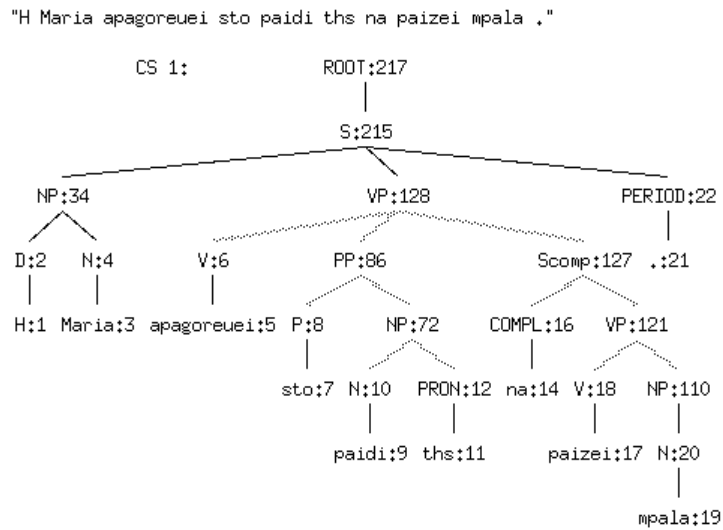 "H Maria apagoreuei sto paidi ths na paizei mpala ."
CS 1: ROOT:217
S:215
NP:34 VP:128 PERIOD:22
D:2 N:4 V:6 PP:86 Scomp:127 .:21
H:1 Maria:3 apagoreuei:5 P:8 NP:72 COMPL:16 VP:121
sto:7 N:10 PRON:12 na:14 V:18 NP:110
paidi:9 ths:11 paizei:17 N:20
mpala:19